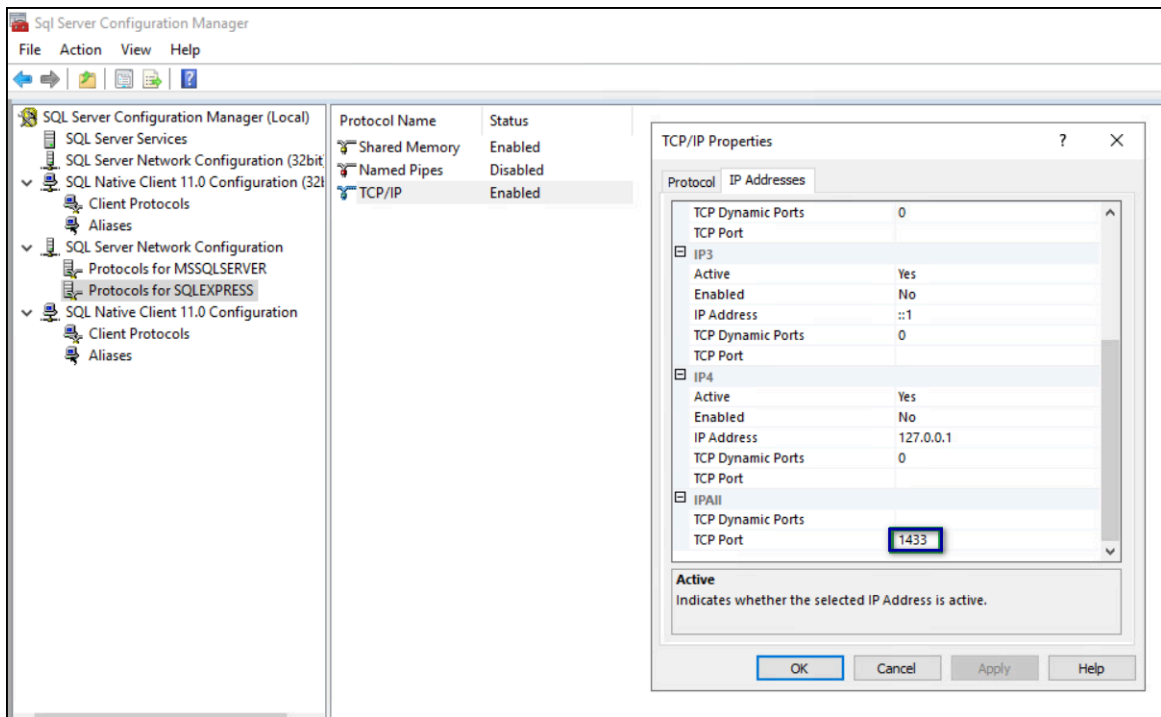 Sql Server Configuration Manager
File Action View Help
SQL Server Configuration Manager (Local)
SQL Server Services
SQL Server Network Configuration (32bit
SQL Native Client 11.0 Configuration (32b
Client Protocols
Aliases
SQL Server Network Configuration
Protocols for MSSQLSERVER
Protocols for SQLEXPRESS
SQL Native Client 11.0 Configuration
Client Protocols
Aliases
Protocol Name Status
Shared Memory Enabled
Named Pipes Disabled
TCP/IP Enabled
TCP/IP Properties ?
Protocol IP Addresses
TCP Dynamic Ports 0
TCP Port
IP3
Active Yes
Enabled No
IP Address ::1
TCP Dynamic Ports 0
TCP Port
IP4
Active Yes
Enabled No
IP Address 127.0.0.1
TCP Dynamic Ports 0
TCP Port
IPAll
TCP Dynamic Ports
TCP Port 1433
Active
Indicates whether the selected IP Address is active.
OK Cancel Apply Help